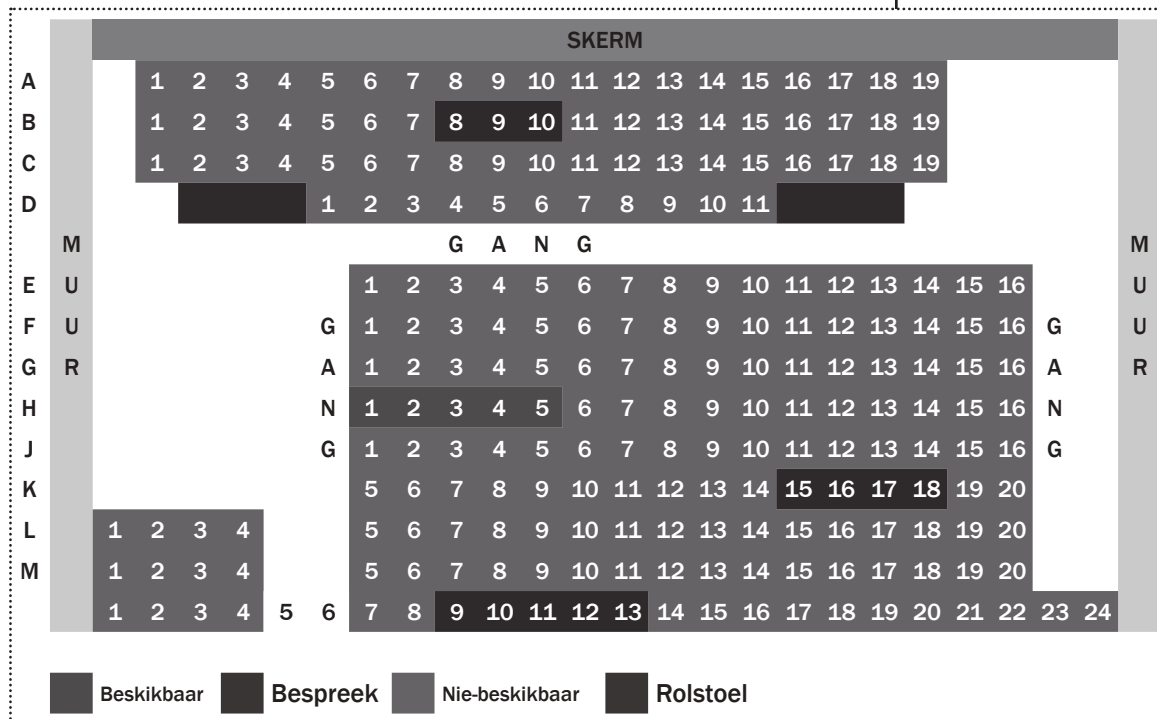 SKERM
A 1 2 3 4 5 6 7 8 9 10 11 12 13 14 15 16 17 18 19
B 1 2 3 4 5 6 7 8 9 10 11 12 13 14 15 16 17 18 19
C 1 2 3 4 5 6 7 8 9 10 11 12 13 14 15 16 17 18 19
D 1 2 3 4 5 6 7 8 9 10 11
M G A N G M
E U 1 2 3 4 5 6 7 8 9 10 11 12 13 14 15 16 U
F U G 1 2 3 4 5 6 7 8 9 10 11 12 13 14 15 16 G U
G R A 1 2 3 4 5 6 7 8 9 10 11 12 13 14 15 16 A R
H N 1 2 3 4 5 6 7 8 9 10 11 12 13 14 15 16 N
J G 1 2 3 4 5 6 7 8 9 10 11 12 13 14 15 16 G
K 5 6 7 8 9 10 11 12 13 14 15 16 17 18 19 20
L 1 2 3 4 5 6 7 8 9 10 11 12 13 14 15 16 17 18 19 20
M 1 2 3 4 5 6 7 8 9 10 11 12 13 14 15 16 17 18 19 20
1 2 3 4 5 6 7 8 9 10 11 12 13 14 15 16 17 18 19 20 21 22 23 24
Beskikbaar Bespreek Nie-beskikbaar Rolstoel